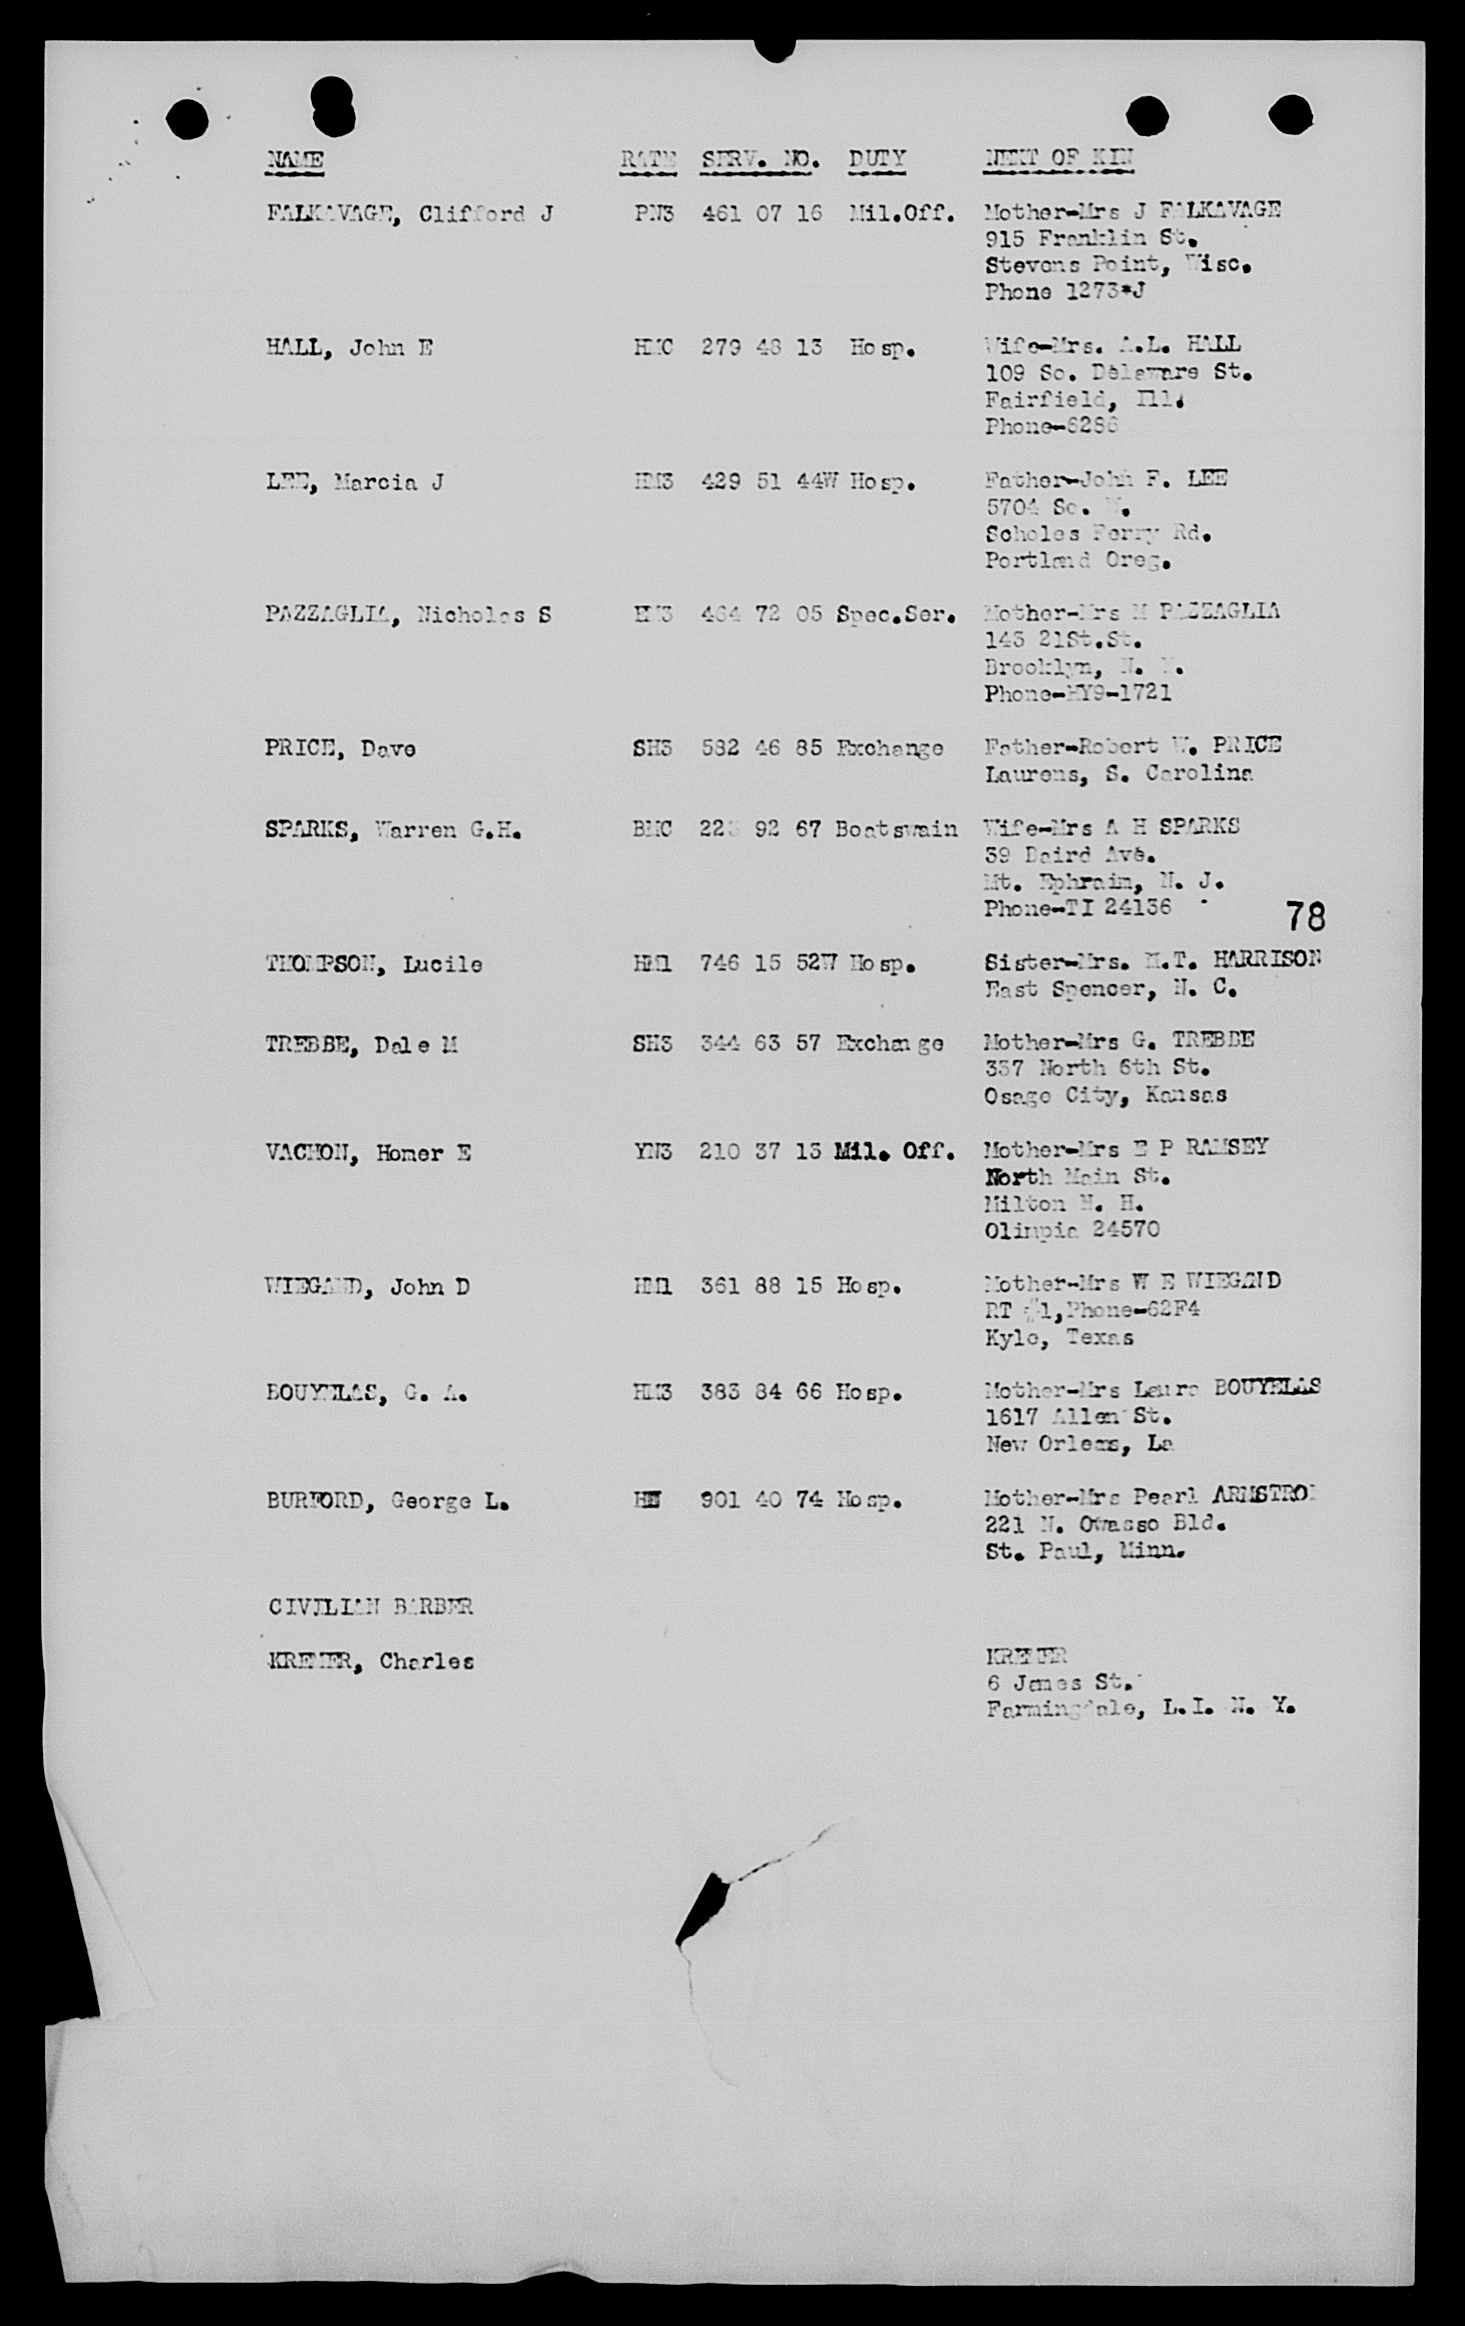 NAME RATE SERV. NO. DUTY NEXT OF KIN
FALKAVAGE, Clifford J PN3 461 07 16 Mil.Off. Mother-Mrs J FALKAVAGE
915 Franklin St.
Stevens Point, Wisc.
Phone 1273*J
HALL, John E HMC 279 48 13 Hosp. Wife-Mrs. A.L. HALL
109 So. Delaware St.
Fairfield, Ill.
Phone-6286
LEE, Marcia J HM3 429 51 44W Hosp. Father-John F. LEE
5704 So. W.
Scholes Ferry Rd.
Portland Oreg.
PAZZAGLIA, Nicholas S HM3 464 72 05 Spec.Ser. Mother-Mrs M PAZZAGLIA
143 21St.St.
Brooklyn, N. Y.
Phone-HY9-1721
PRICE, Dave SH3 582 46 85 Exchange Father-Robert W. PRICE
Laurens, S. Carolina
SPARKS, Warren G.H. BMC 92 67 Boatswain Wife-Mrs A H SPARKS
39 Baird Ave.
Mt. Ephraim, N. J.
Phone-TI 24136
78
THOMPSON, Lucile HM1 746 15 52W Hosp. Sister-Mrs. M.T. HARRISON
East Spencer, N. C.
TREBBE, Dale M SH3 344 63 57 Exchange Mother-Mrs G. TREBBE
337 North 6th St.
Osage City, Kansas
VACHON, Homer E YN3 210 37 13 Mil. Off. Mother-Mrs E P RAMSEY
North Main St.
Milton N. H.
Olimpia 24570
WIEGAND, John D HM1 361 88 15 Hosp. Mother-Mrs W E WIEGAND
RT #1,Phone-62F4
Kyle, Texas
BOUYELAS, G. A. HM3 383 84 66 Hosp. Mother-Mrs Laura BOUYELAS
1617 Allen St.
New Orleas, La
BURFORD, George L. HN 901 40 74 Hosp. Mother-Mrs Pearl ARMSTRON
221 N. Owasso Bld.
St. Paul, Minn.
CIVILIAN BARBER
KREMER, Charles KREMER
6 James St.
Farmingdale, L.I. N. Y.